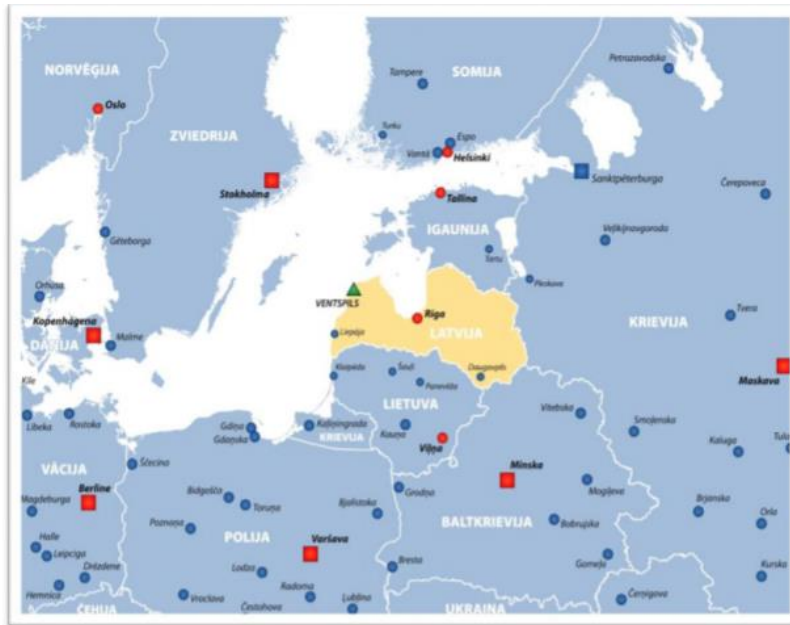 Petrozavodska
SOMIJA
NORVĒĢIJA
Tampere
Oslo
Turku
Espo
ZVIEDRIJA
Vantā
Helsinki
Sanktpēterburga
Stokholma
Čerepoveca
Tallina
IGAUNIJA
Gēteborga
Veļikijnovgoroda
Tartu
Pleskava
Orhūsa
VENTSPILS
Rīga
Tvera
Kopenhāgena
KRIEVIJA
Liepāja
LATVIJA
Malme
DĀNIJA
Maskava
Klaipēda
Šauļi
Daugavpils
Ķīle
Panevēža
LIETUVA
Vitebska
Lībeka
Rostoka
Gdiņa
Kaļiņingrada
Kauņa
Smoļenska
Gdaņska
KRIEVIJA
Viļņa
Kaluga
Tula
VĀCIJA
Ščecina
Minska
Berlīne
Grodņa
Mogiļeva
Magdeburga
Bidgošča
Toruņa
Bjalistoka
Brjanska
Poznaņa
BALTKRIEVIJA
Bobrujska
Orla
Halle
POLIJA
Varšava
Leipciga
Gomeļa
Drēzdene
Lodza
Bresta
Kurska
Hemnica
Radoma
Vroclava
Ļubļina
Čerņigova
ČEHIJA
Čenstohova
UKRAINA